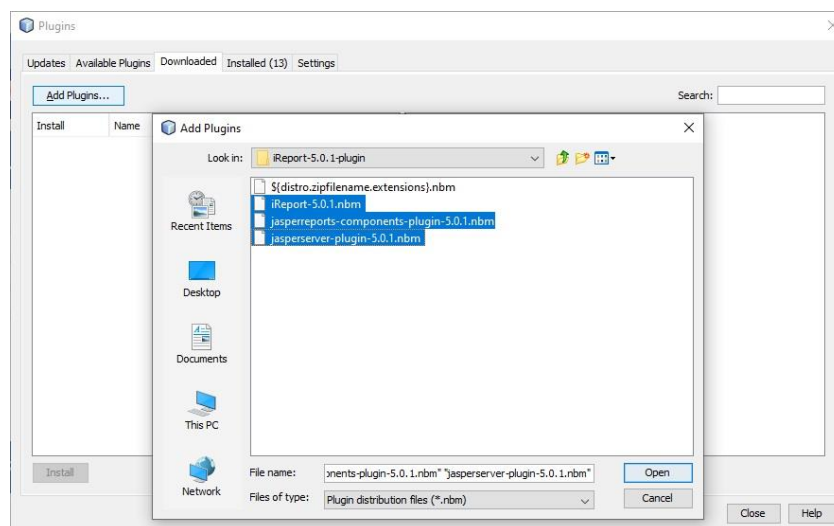 Plugins
Updates Available Plugins Downloaded Installed (13) Settings
Add Plugins... Search:
Install Name
Add Plugins
Look in: iReport-5.0.1-plugin
${distro.zipfilename.extensions}.nbm
iReport-5.0.1.nbm
jasperreports-components-plugin-5.0.1.nbm
jasperserver-plugin-5.0.1.nbm
Recent Items
Desktop
Documents
This PC
Network
File name: onents-plugin-5.0.1.nbm" "jasperserver-plugin-5.0.1.nbm" Open
Files of type: Plugin distribution files (*.nbm) Cancel
Install
Close Help